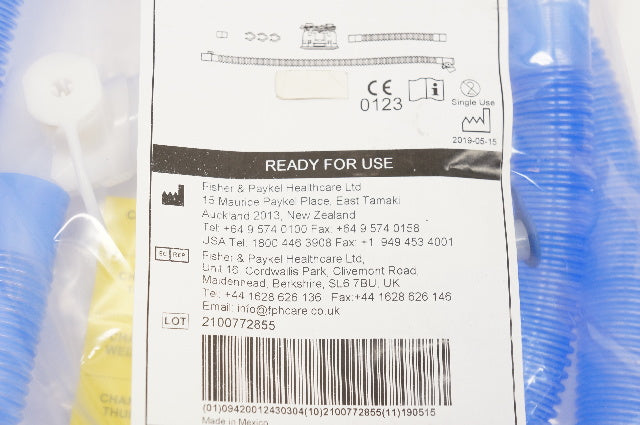 CE
0123
Single Use
2019-05-15
READY FOR USE
Fisher & Paykel Healthcare Ltd
15 Maurice Paykel Place, East Tamaki
Auckland 2013, New Zealand
Tel: +64 9 574 0100 Fax: +64 9 574 0158
USA Tel: 1800 446 3908 Fax: +1 949 453 4001
EC REP
Fisher & Paykel Healthcare Ltd,
Unit 16, Cordwallis Park, Clivemont Road,
Maidenhead, Berkshire, SL6 7BU, UK
Tel: +44 1628 626 136 Fax:+44 1628 626 146
Email: info@fphcare.co.uk
LOT 2100772855
(01)09420012430304(10)2100772855(11)190515
Made in Mexico